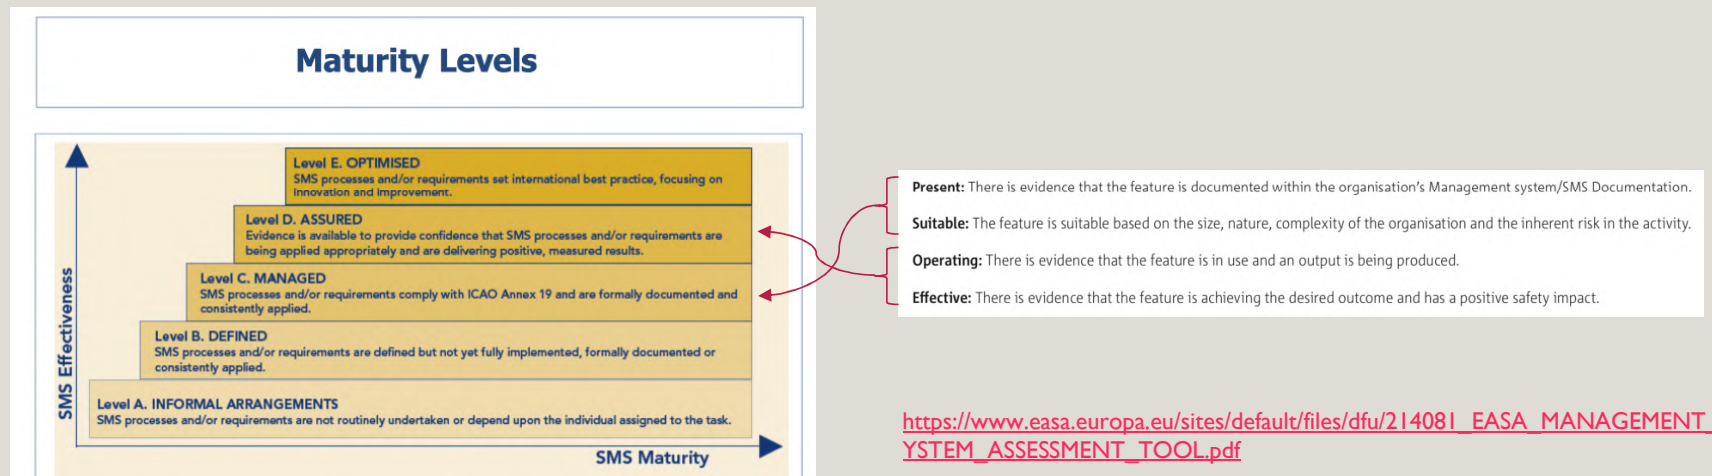 Maturity Levels
Level E. OPTIMISED
SMS processes and/or requirements set international best practice, focusing on
Innovation and Improvement.
Level D. ASSURED
Evidence is available to provide confidence that SMS processes and/or requirements are
being applied appropriately and are delivering positive, measured results.
Level C. MANAGED
SMS processes and/or requirements comply with ICAO Annex 19 and are formally documented and
consistently applied.
Level B. DEFINED
SMS processes and/or requirements are defined but not yet fully implemented, formally documented or
consistently applied.
Level A. INFORMAL ARRANGEMENTS
SMS processes and/or requirements are not routinely undertaken or depend upon the individual assigned to the task.
SMS Effectiveness
SMS Maturity
Present: There is evidence that the feature is documented within the organisation's Management system/SMS Documentation.
Suitable: The feature is suitable based on the size, nature, complexity of the organisation and the inherent risk in the activity.
Operating: There is evidence that the feature is in use and an output is being produced.
Effective: There is evidence that the feature is achieving the desired outcome and has a positive safety impact.
https://www.easa.europa.eu/sites/default/files/dfu/214081_EASA_MANAGEMENT_
YSTEM_ASSESSMENT_TOOL.pdf